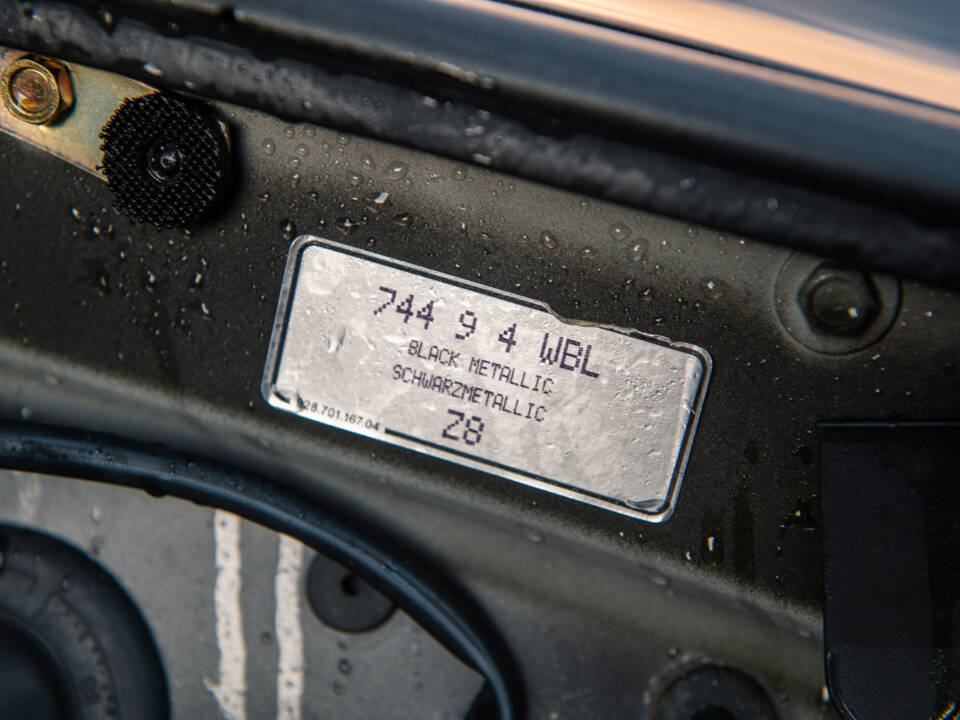 744 9 4 WBL
BLACK METALLIC
SCHWARZMETALLIC
Z8
928.701.167.04